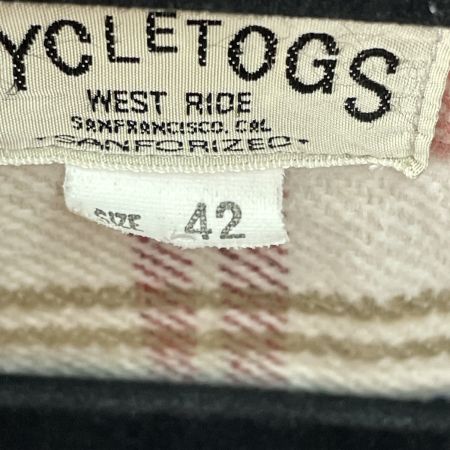 YCLETOGS
WEST RIDE
SANFRANCISCO. CAL
-SANFORIZED-
SIZE 42